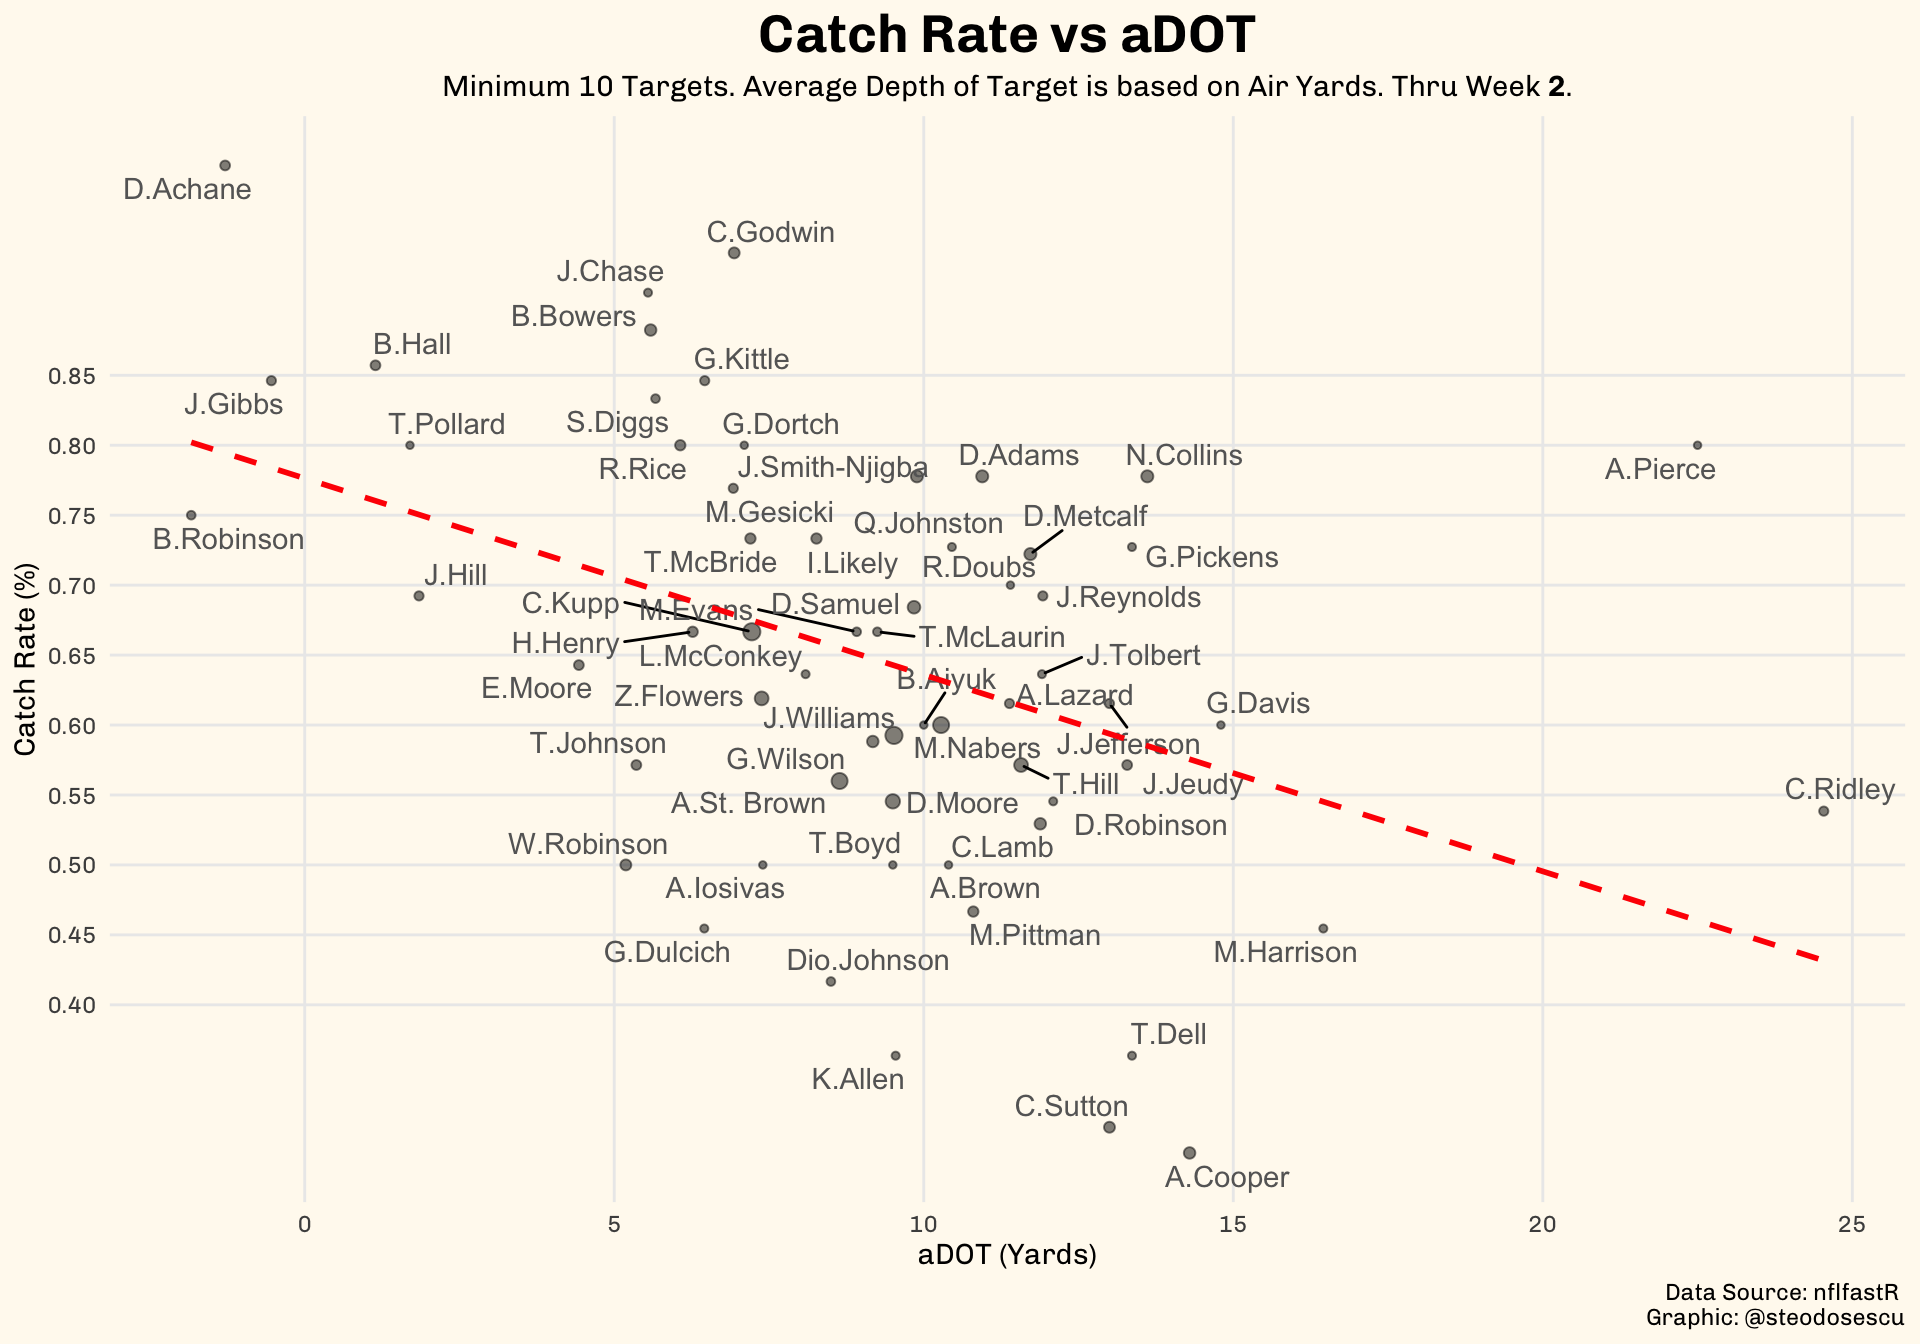 Catch Rate vs aDOT
Minimum 10 Targets. Average Depth of Target is based on Air Yards. Thru Week 2.
D.Achane
C.Godwin
J.Chase
B.Bowers
B.Hall
G.Kittle
J.Gibbs
T.Pollard
S.Diggs
G.Dortch
R.Rice
J.Smith-Njigba
D.Adams
N.Collins
A.Pierce
B.Robinson
M.Gesicki
Q.Johnston
D.Metcalf
T.McBride
I.Likely
R.Doubs
G.Pickens
J.Hill
C.Kupp
M.Evans
D.Samuel
J.Reynolds
H.Henry
T.McLaurin
L.McConkey
J.Tolbert
E.Moore
Z.Flowers
B.Aiyuk
A.Lazard
G.Davis
J.Williams
T.Johnson
G.Wilson
M.Nabers
J.Jefferson
T.Hill
J.Jeudy
C.Ridley
A.St. Brown
D.Moore
D.Robinson
W.Robinson
T.Boyd
C.Lamb
A.Iosivas
A.Brown
G.Dulcich
M.Pittman
M.Harrison
Dio.Johnson
T.Dell
K.Allen
C.Sutton
A.Cooper
0.85
0.80
0.75
0.70
0.65
0.60
0.55
0.50
0.45
0.40
Catch Rate (%)
0 5 10 15 20 25
aDOT (Yards)
Data Source: nflfastR
Graphic: @steodosescu